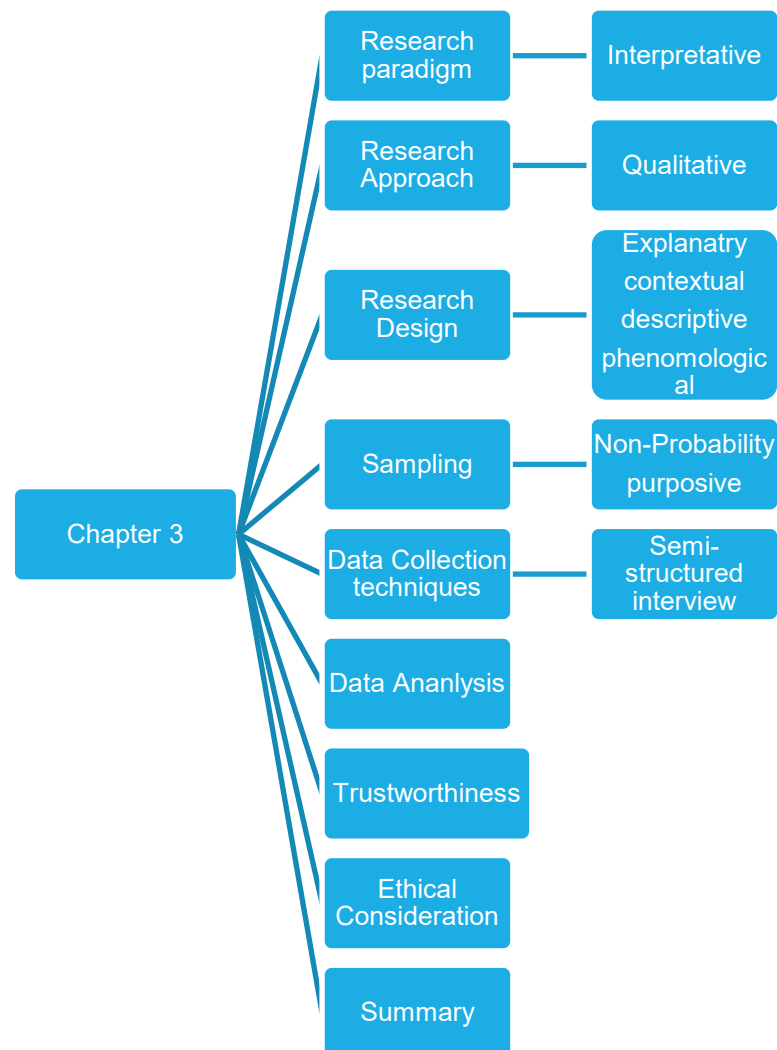 Research
paradigm
Interpretative
Research
Approach
Qualitative
Research
Design
Explanatry
contextual
descriptive
phenomologic
al
Sampling
Non-Probability
purposive
Chapter 3
Data Collection
techniques
Semi-
structured
interview
Data Ananlysis
Trustworthiness
Ethical
Consideration
Summary